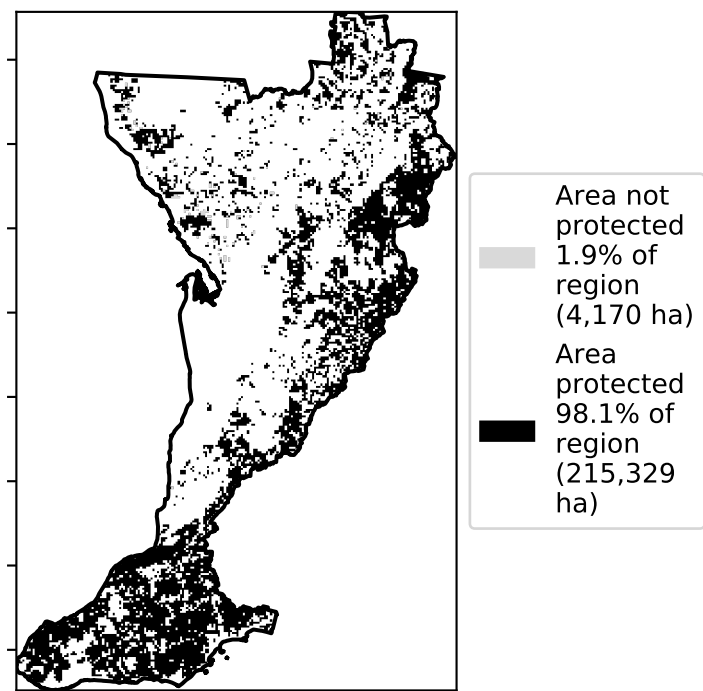 Area not
protected
1.9% of
region
(4,170 ha)
Area
protected
98.1% of
region
(215,329
ha)